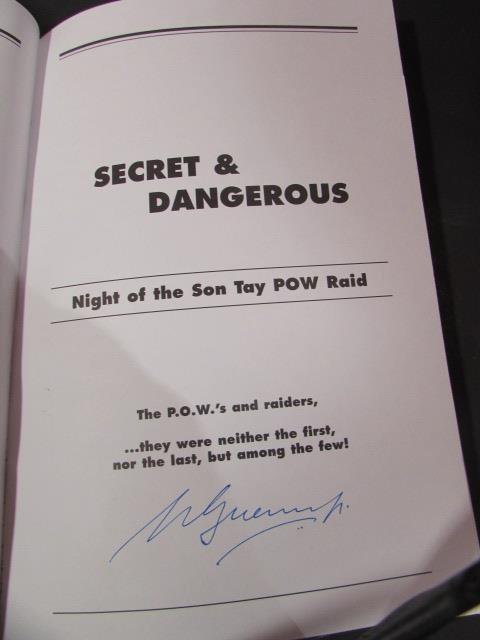 SECRET &
DANGEROUS
Night of the Son Tay POW Raid
The P.O.W.'s and raiders,
...they were neither the first,
nor the last, but among the few!